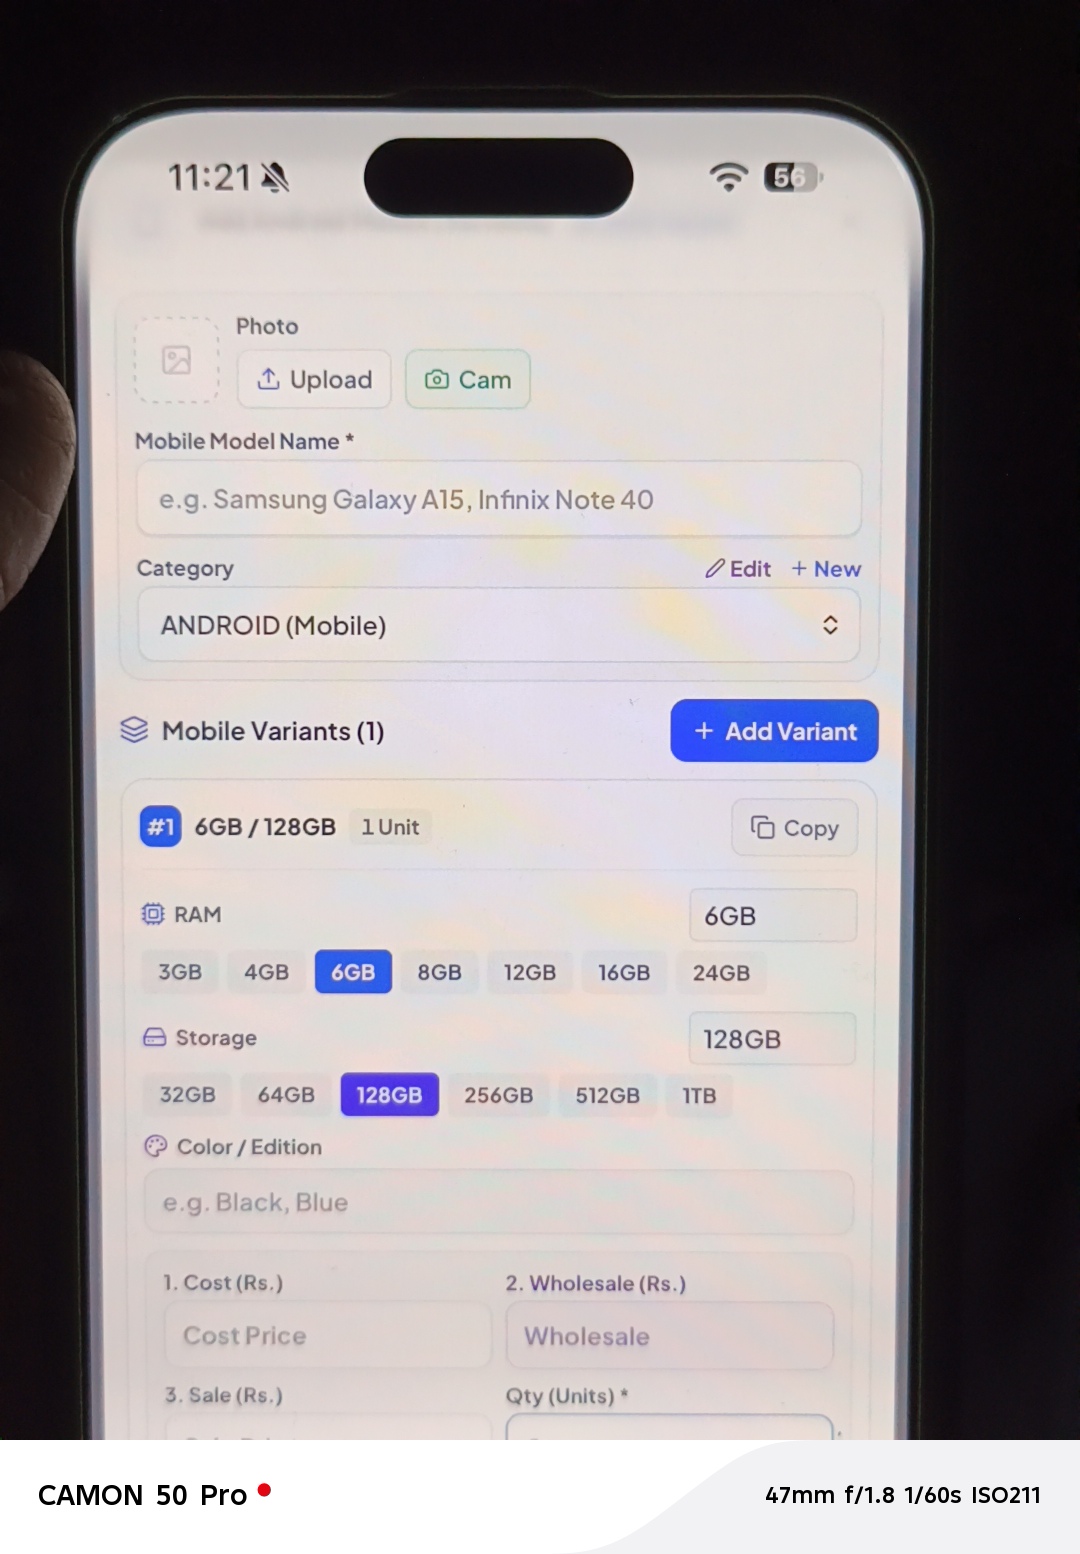 11:21
56
Photo
Upload
Cam
Mobile Model Name *
e.g. Samsung Galaxy A15, Infinix Note 40
Category
Edit
+ New
ANDROID (Mobile)
Mobile Variants (1)
+ Add Variant
#1 6GB / 128GB 1 Unit
Copy
RAM
6GB
3GB 4GB 6GB 8GB 12GB 16GB 24GB
Storage
128GB
32GB 64GB 128GB 256GB 512GB 1TB
Color / Edition
e.g. Black, Blue
1. Cost (Rs.)
2. Wholesale (Rs.)
Cost Price
Wholesale
3. Sale (Rs.)
Qty (Units) *
CAMON 50 Pro
47mm f/1.8 1/60s ISO211